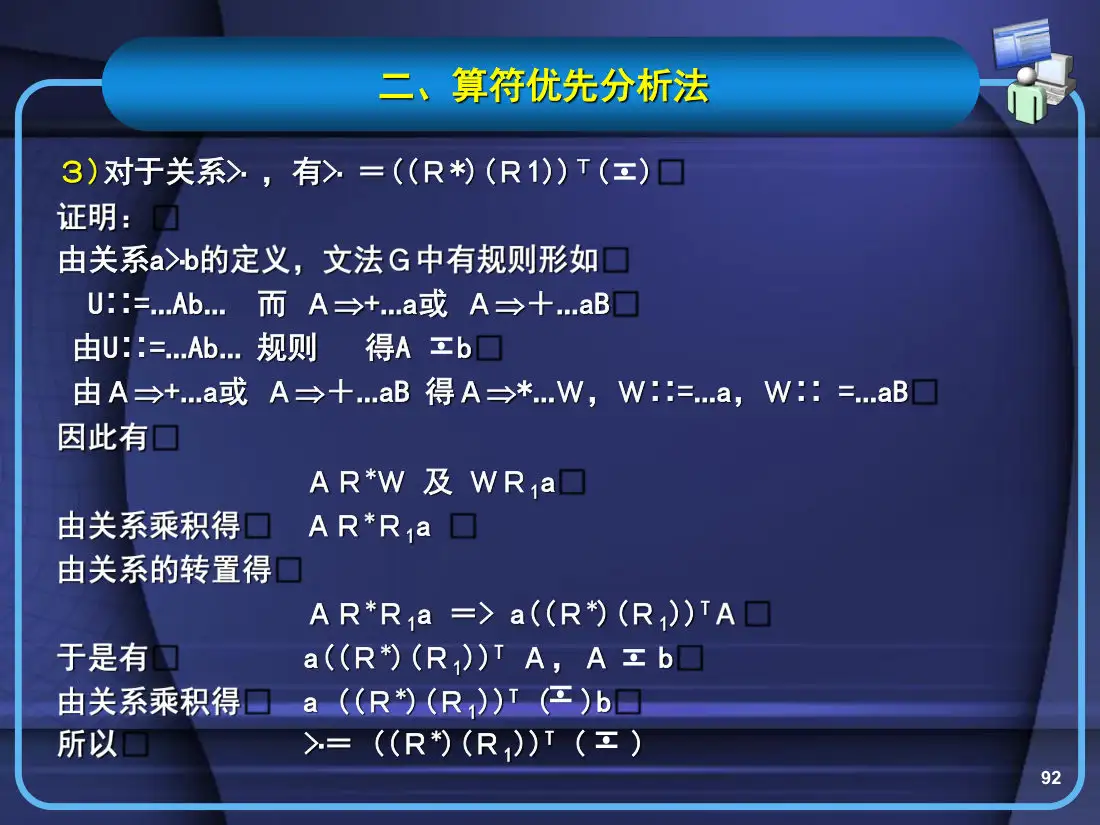 二、算符优先分析法
３)对于关系>· ，有>· ＝((Ｒ*)(Ｒ1))ᵀ(≐)
证明：
由关系a>·b的定义，文法Ｇ中有规则形如
U∷=…Ab… 而 Ａ⇒+…a或 Ａ⇒＋…aB
由U∷=…Ab… 规则 得A ≐b
由Ａ⇒+…a或 Ａ⇒＋…aB 得Ａ⇒*…Ｗ，Ｗ∷=…a，Ｗ∷ =…aB
因此有
ＡＲ*Ｗ 及 ＷＲ₁a
由关系乘积得 ＡＲ*Ｒ₁a
由关系的转置得
ＡＲ*Ｒ₁a ＝> a((Ｒ*)(Ｒ₁))ᵀＡ
于是有 a((Ｒ*)(Ｒ₁))ᵀ Ａ，Ａ ≐ b
由关系乘积得 a ((Ｒ*)(Ｒ₁))ᵀ (≐)b
所以 >·＝ ((Ｒ*)(Ｒ₁))ᵀ ( ≐ )
92